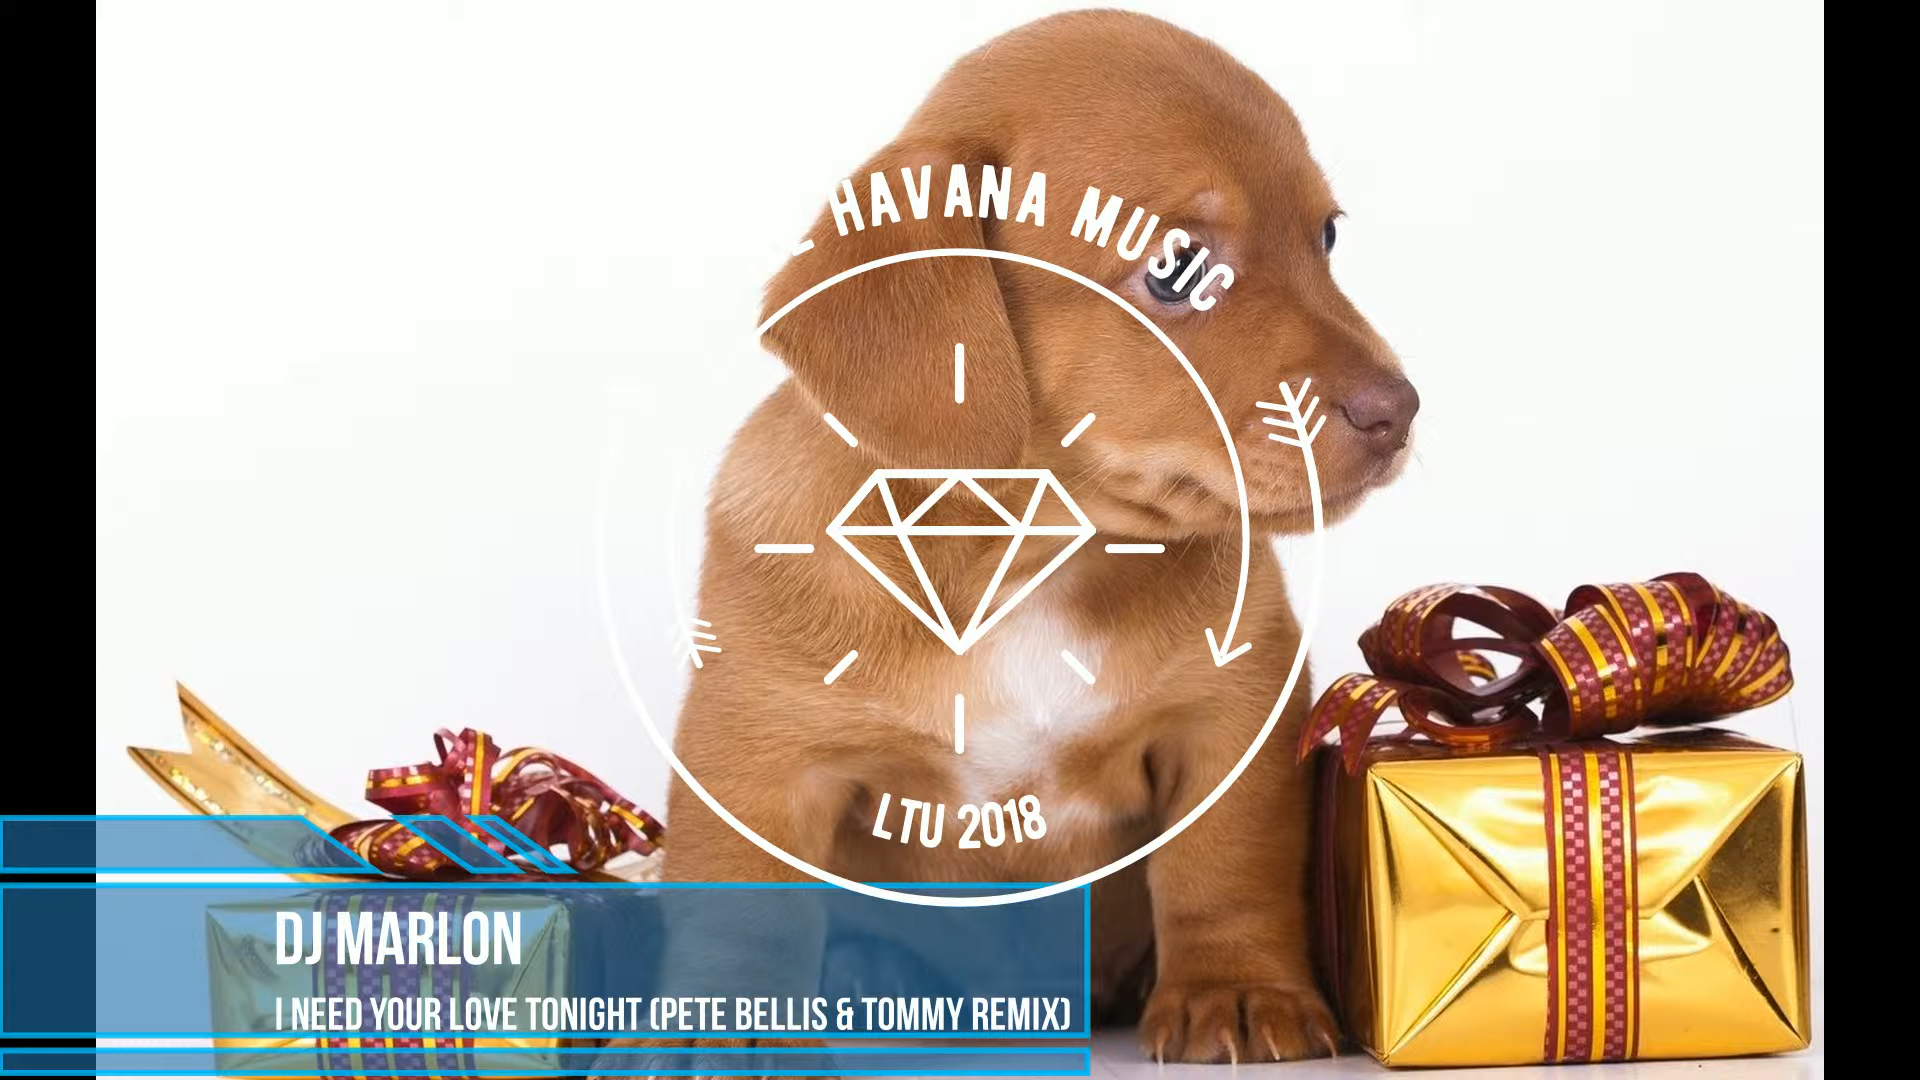 HAVANA MUSIC
LTU 2018
DJ MARLON
I NEED YOUR LOVE TONIGHT (PETE BELLIS & TOMMY REMIX)